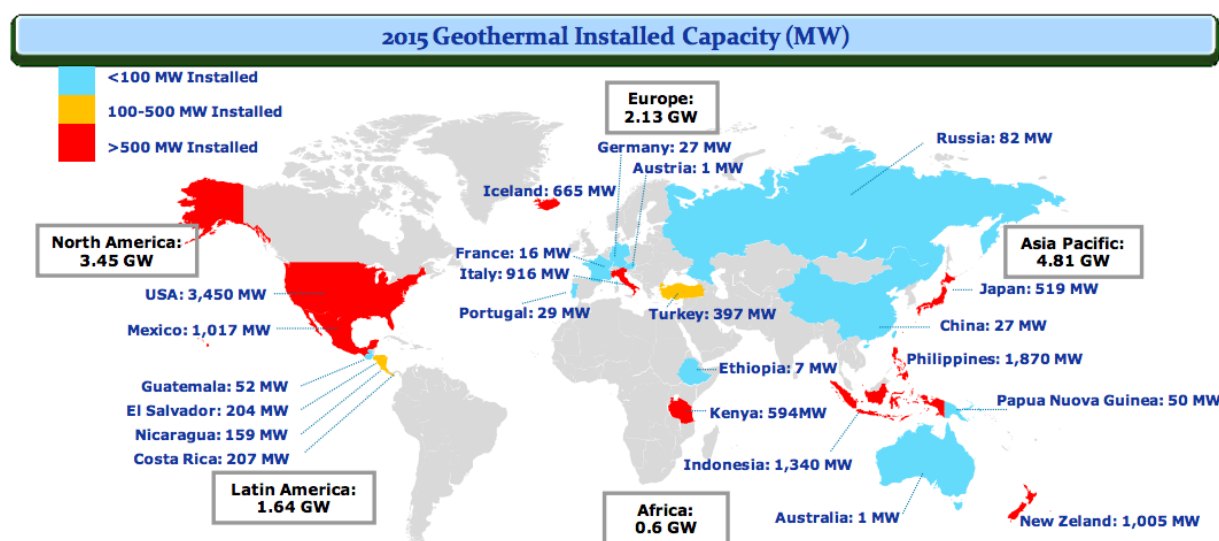 2015 Geothermal Installed Capacity (MW)
<100 MW Installed
100-500 MW Installed
>500 MW Installed
Europe:
2.13 GW
Germany: 27 MW
Austria: 1 MW
Russia: 82 MW
Iceland: 665 MW
North America:
3.45 GW
Asia Pacific:
4.81 GW
France: 16 MW
Italy: 916 MW
USA: 3,450 MW
Japan: 519 MW
Portugal: 29 MW
Turkey: 397 MW
Mexico: 1,017 MW
China: 27 MW
Philippines: 1,870 MW
Guatemala: 52 MW
Ethiopia: 7 MW
El Salvador: 204 MW
Kenya: 594MW
Papua Nuova Guinea: 50 MW
Nicaragua: 159 MW
Costa Rica: 207 MW
Indonesia: 1,340 MW
Latin America:
1.64 GW
Africa:
0.6 GW
Australia: 1 MW
New Zeland: 1,005 MW